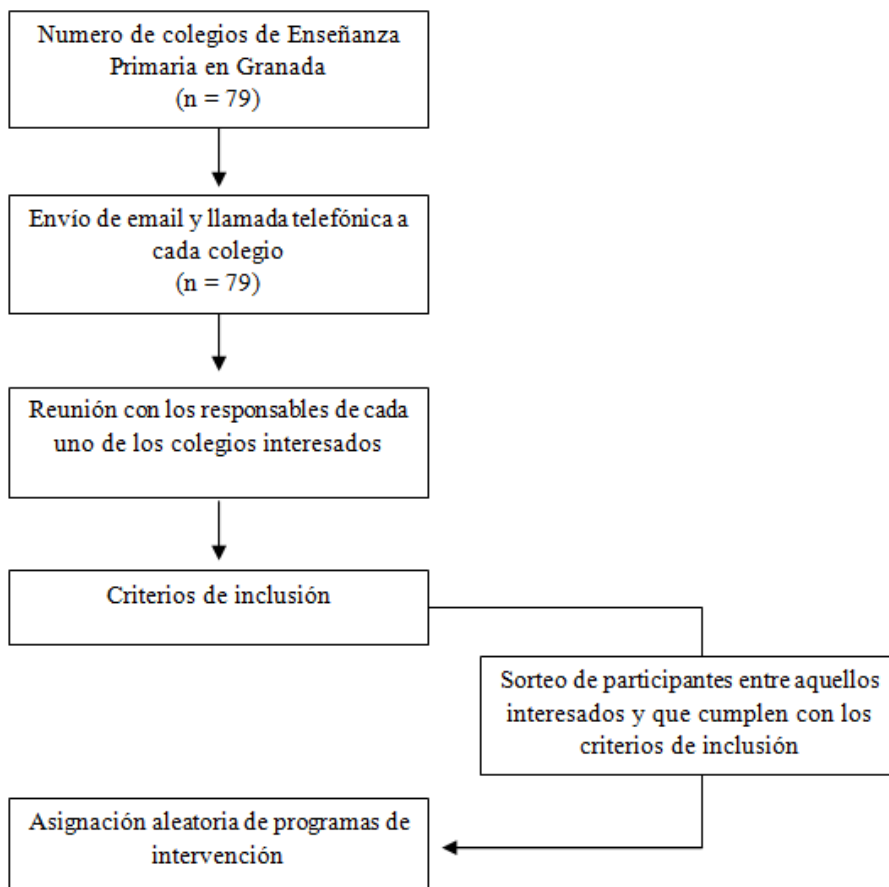 Numero de colegios de Enseñanza
Primaria en Granada
(n = 79)
Envío de email y llamada telefónica a
cada colegio
(n = 79)
Reunión con los responsables de cada
uno de los colegios interesados
Criterios de inclusión
Sorteo de participantes entre aquellos
interesados y que cumplen con los
criterios de inclusión
Asignación aleatoria de programas de
intervención